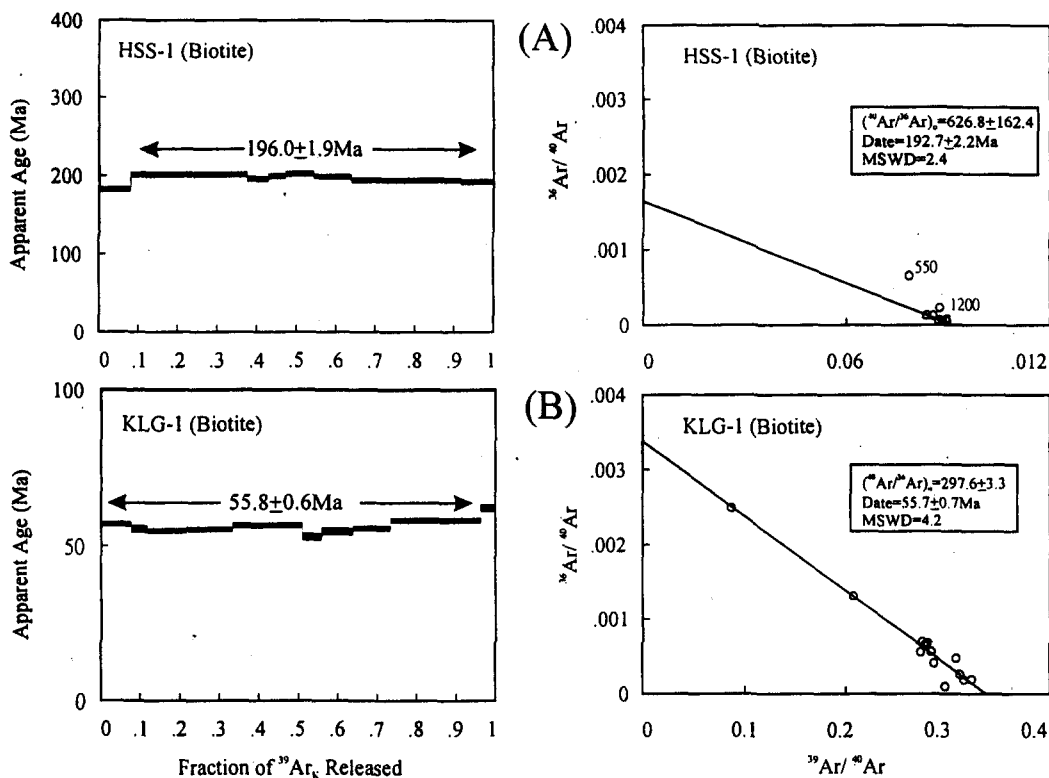 (A)
HSS-1 (Biotite)
196.0±1.9Ma
Apparent Age (Ma)
400
300
200
100
0
0 .1 .2 .3 .4 .5 .6 .7 .8 .9 1
HSS-1 (Biotite)
(⁴⁰Ar/³⁶Ar)ₒ=626.8±162.4
Date=192.7±2.2Ma
MSWD=2.4
³⁶Ar/ ⁴⁰Ar
.004
.003
0.002
0.001
0
550
1200
0 0.06 0.012
(B)
KLG-1 (Biotite)
55.8±0.6Ma
Apparent Age (Ma)
100
50
0
0 .1 .2 .3 .4 .5 .6 .7 .8 .9 1
Fraction of ³⁹Arₖ Released
KLG-1 (Biotite)
(⁴⁰Ar/³⁶Ar)ₒ=297.6±3.3
Date=55.7±0.7Ma
MSWD=4.2
³⁶Ar/ ⁴⁰Ar
.004
.003
.002
.001
0
0 0.2 0.3 0.4
³⁹Ar/ ⁴⁰Ar